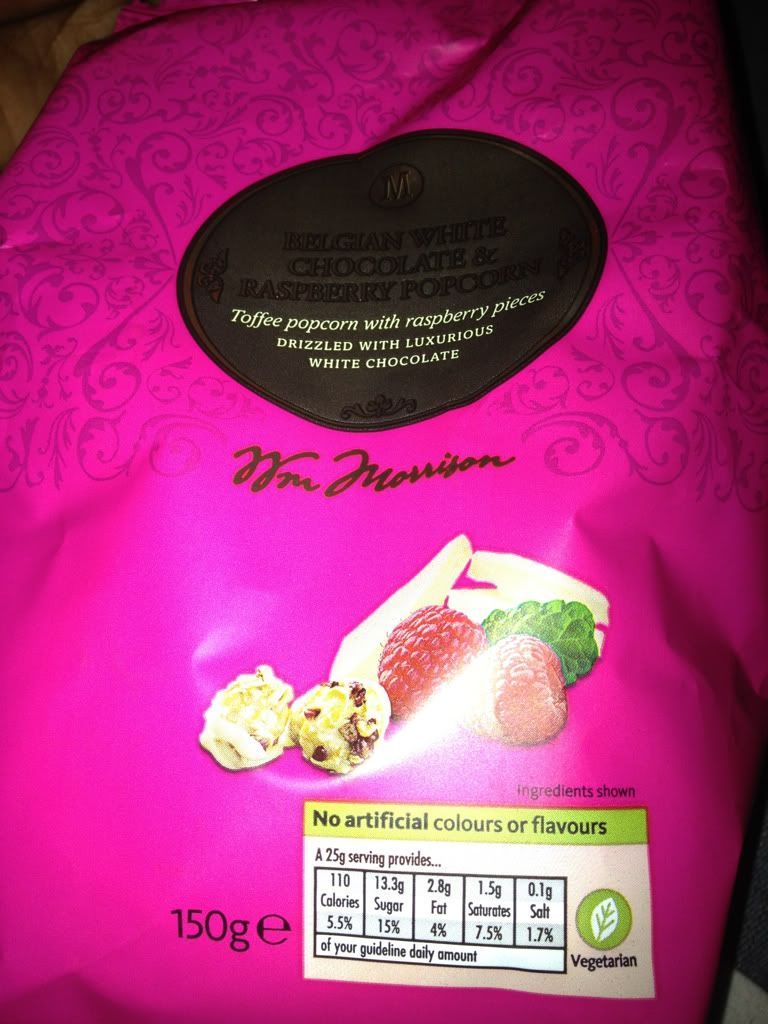 M
BELGIAN WHITE
CHOCOLATE &
RASPBERRY POPCORN
Toffee popcorn with raspberry pieces
DRIZZLED WITH LUXURIOUS
WHITE CHOCOLATE
Wm Morrison
Ingredients shown
No artificial colours or flavours
A 25g serving provides...
110 13.3g 2.8g 1.5g 0.1g
Calories Sugar Fat Saturates Salt
5.5% 15% 4% 7.5% 1.7%
of your guideline daily amount
Vegetarian
150g e